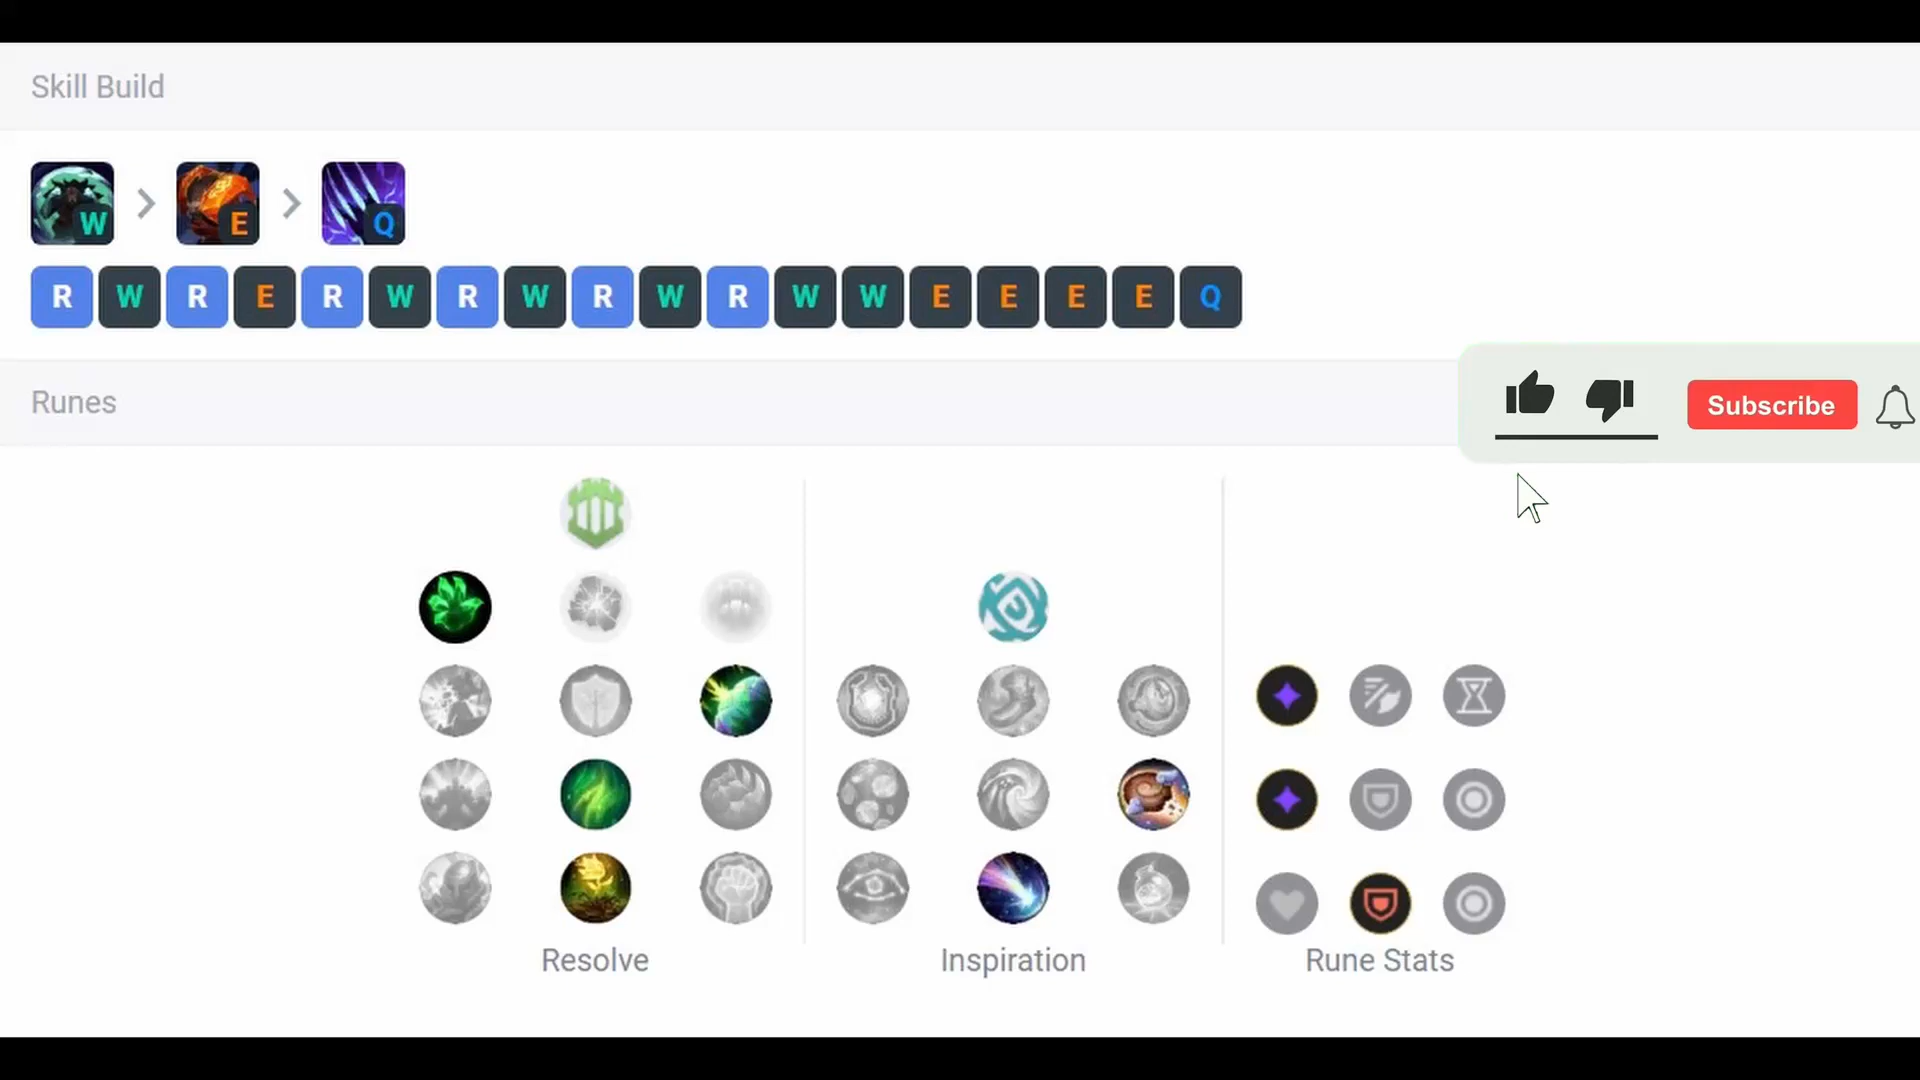 Skill Build
W E Q
R W R E R W R W R W R W W E E E E Q
Runes
Subscribe
Resolve
Inspiration
Rune Stats